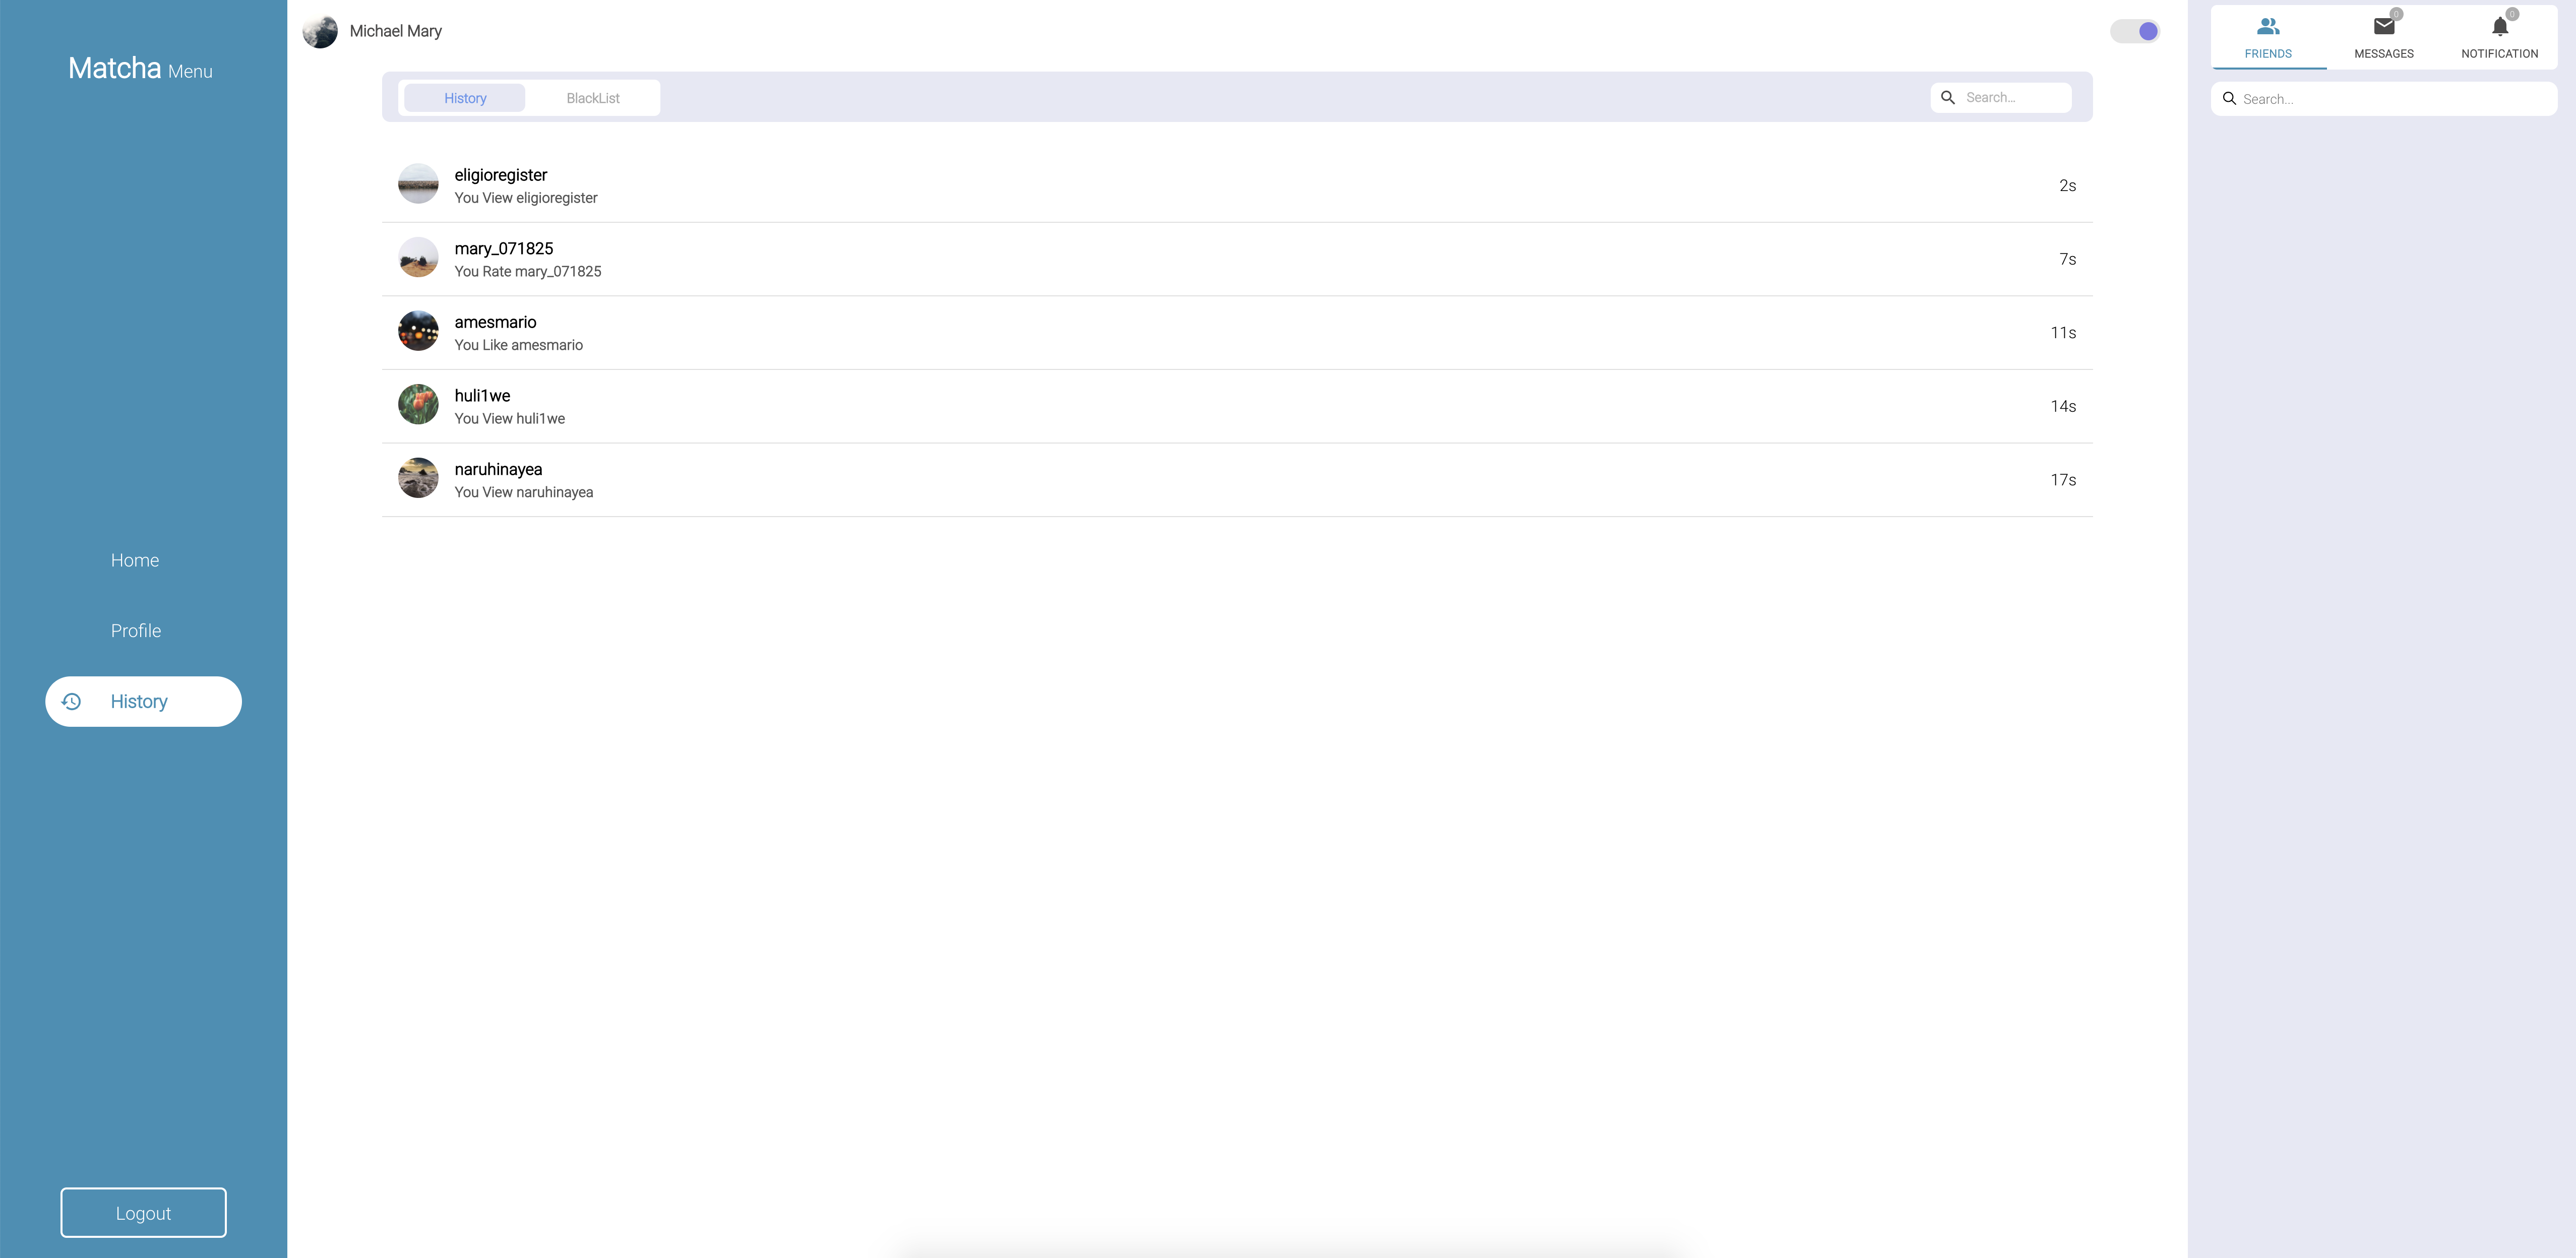 Matcha Menu
Home
Profile
History
Logout
Michael Mary
History BlackList Search...
eligioregister
You View eligioregister
2s
mary_071825
You Rate mary_071825
7s
amesmario
You Like amesmario
11s
huli1we
You View huli1we
14s
naruhinayea
You View naruhinayea
17s
0 0
FRIENDS MESSAGES NOTIFICATION
Search...